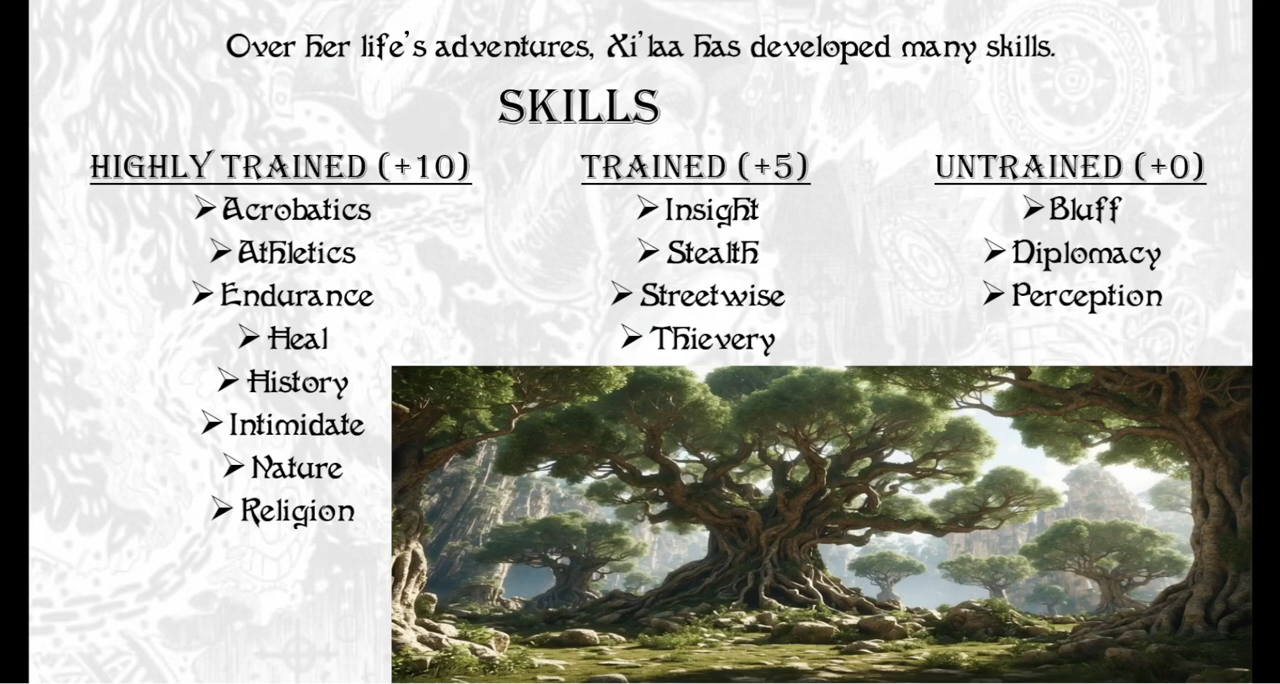 Over her life's adventures, Xi'laa has developed many skills.
SKILLS
HIGHLY TRAINED (+10)
➢Acrobatics
➢Athletics
➢Endurance
➢Heal
➢History
➢Intimidate
➢Nature
➢Religion
TRAINED (+5)
➢Insight
➢Stealth
➢Streetwise
➢Thievery
UNTRAINED (+0)
➢Bluff
➢Diplomacy
➢Perception